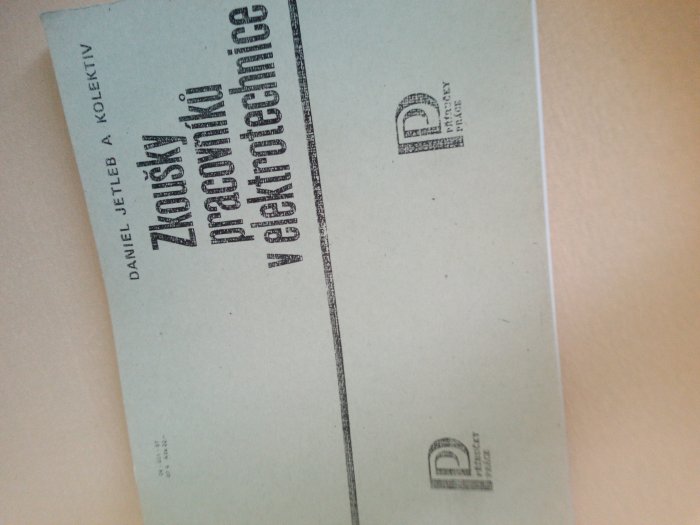 DANIEL JETLEB A KOLEKTIV
Zkoušky
pracovníků
v elektrotechnice
PŘÍRUČKY
PRÁCE
PŘÍRUČKY
PRÁCE